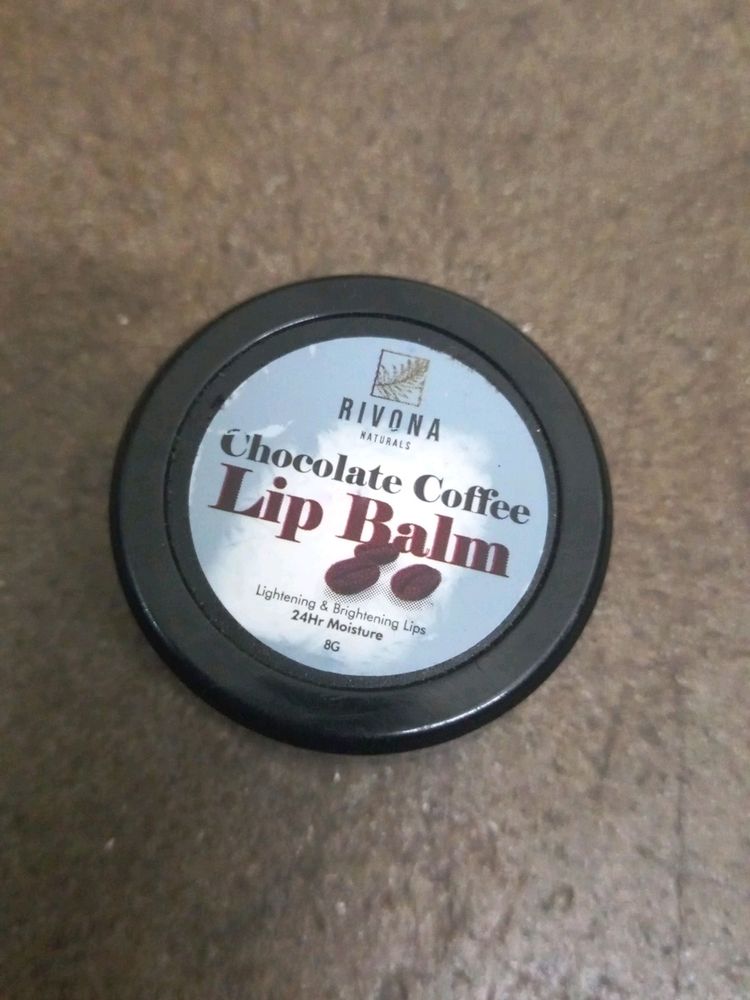 RIVONA
NATURALS
Chocolate Coffee
Lip Balm
Lightening & Brightening Lips
24Hr Moisture
8G